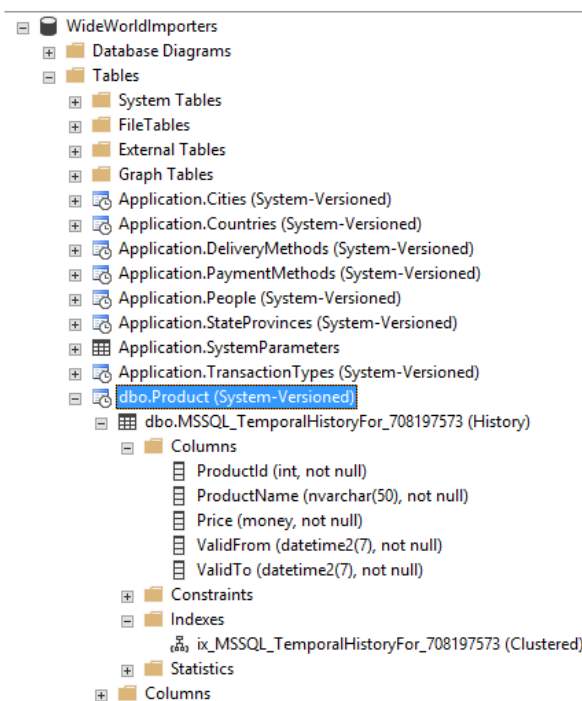 WideWorldImporters
Database Diagrams
Tables
System Tables
FileTables
External Tables
Graph Tables
Application.Cities (System-Versioned)
Application.Countries (System-Versioned)
Application.DeliveryMethods (System-Versioned)
Application.PaymentMethods (System-Versioned)
Application.People (System-Versioned)
Application.StateProvinces (System-Versioned)
Application.SystemParameters
Application.TransactionTypes (System-Versioned)
dbo.Product (System-Versioned)
dbo.MSSQL_TemporalHistoryFor_708197573 (History)
Columns
ProductId (int, not null)
ProductName (nvarchar(50), not null)
Price (money, not null)
ValidFrom (datetime2(7), not null)
ValidTo (datetime2(7), not null)
Constraints
Indexes
ix_MSSQL_TemporalHistoryFor_708197573 (Clustered)
Statistics
Columns